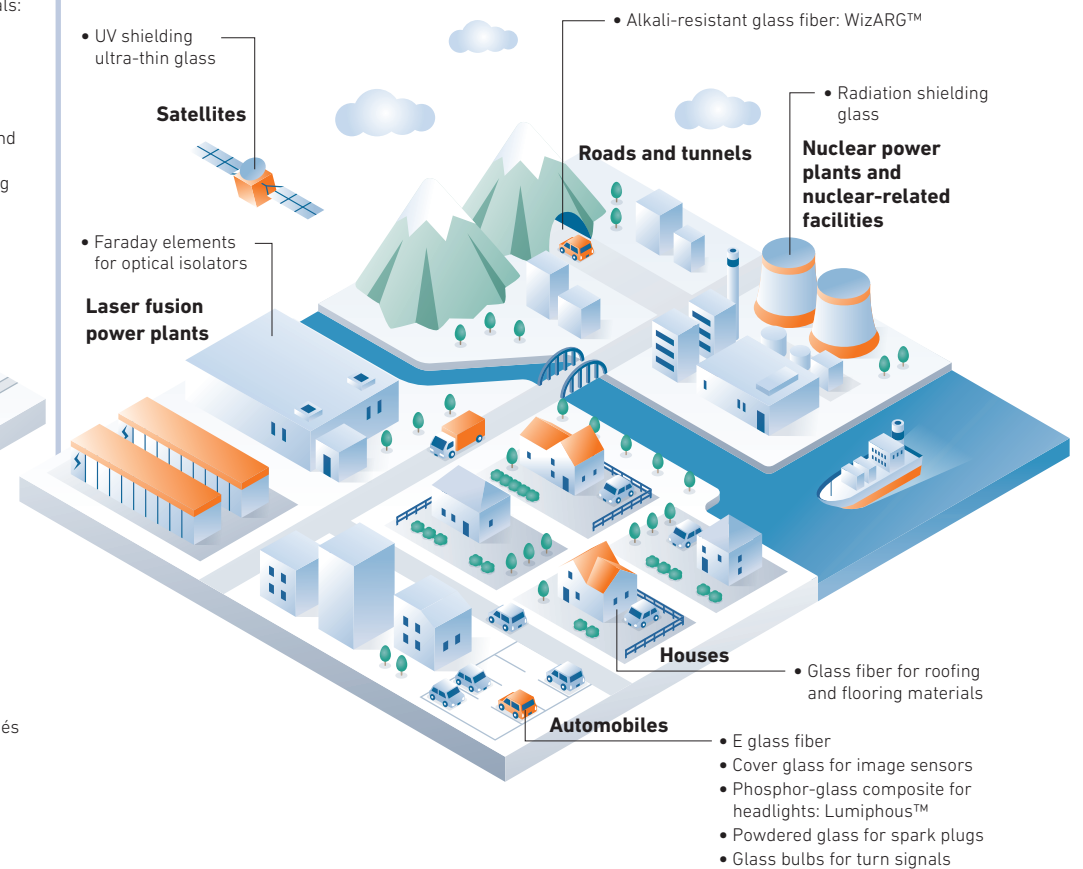 • UV shielding
ultra-thin glass
Satellites
• Alkali-resistant glass fiber: WizARG™
Roads and tunnels
• Radiation shielding
glass
Nuclear power
plants and
nuclear-related
facilities
• Faraday elements
for optical isolators
Laser fusion
power plants
Houses
• Glass fiber for roofing
and flooring materials
Automobiles
• E glass fiber
• Cover glass for image sensors
• Phosphor-glass composite for
headlights: Lumiphous™
• Powdered glass for spark plugs
• Glass bulbs for turn signals